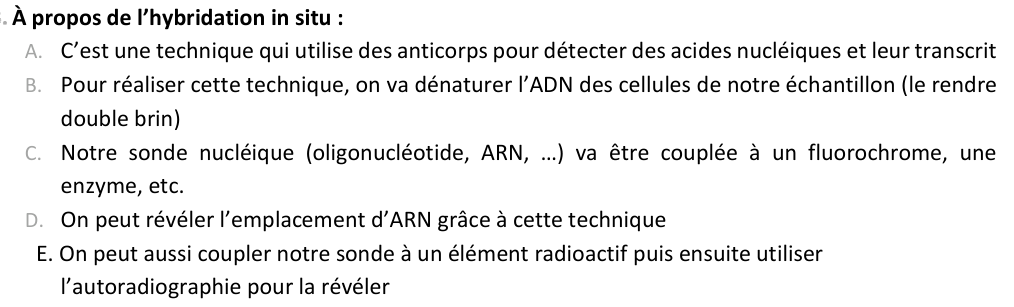 . À propos de l’hybridation in situ :
A. C’est une technique qui utilise des anticorps pour détecter des acides nucléiques et leur transcrit
B. Pour réaliser cette technique, on va dénaturer l’ADN des cellules de notre échantillon (le rendre
double brin)
C. Notre sonde nucléique (oligonucléotide, ARN, …) va être couplée à un fluorochrome, une
enzyme, etc.
D. On peut révéler l’emplacement d’ARN grâce à cette technique
E. On peut aussi coupler notre sonde à un élément radioactif puis ensuite utiliser
l’autoradiographie pour la révéler